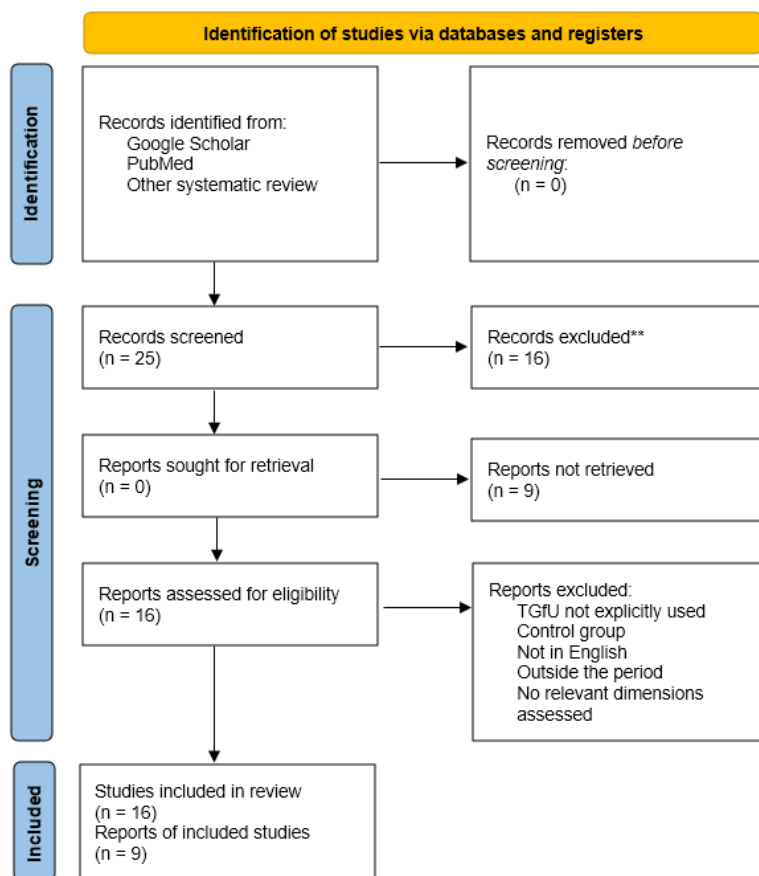 Identification of studies via databases and registers
Identification
Records identified from:
Google Scholar
PubMed
Other systematic review
Records removed before
screening:
(n = 0)
Screening
Records screened
(n = 25)
Records excluded**
(n = 16)
Reports sought for retrieval
(n = 0)
Reports not retrieved
(n = 9)
Reports assessed for eligibility
(n = 16)
Reports excluded:
TGfU not explicitly used
Control group
Not in English
Outside the period
No relevant dimensions
assessed
Included
Studies included in review
(n = 16)
Reports of included studies
(n = 9)